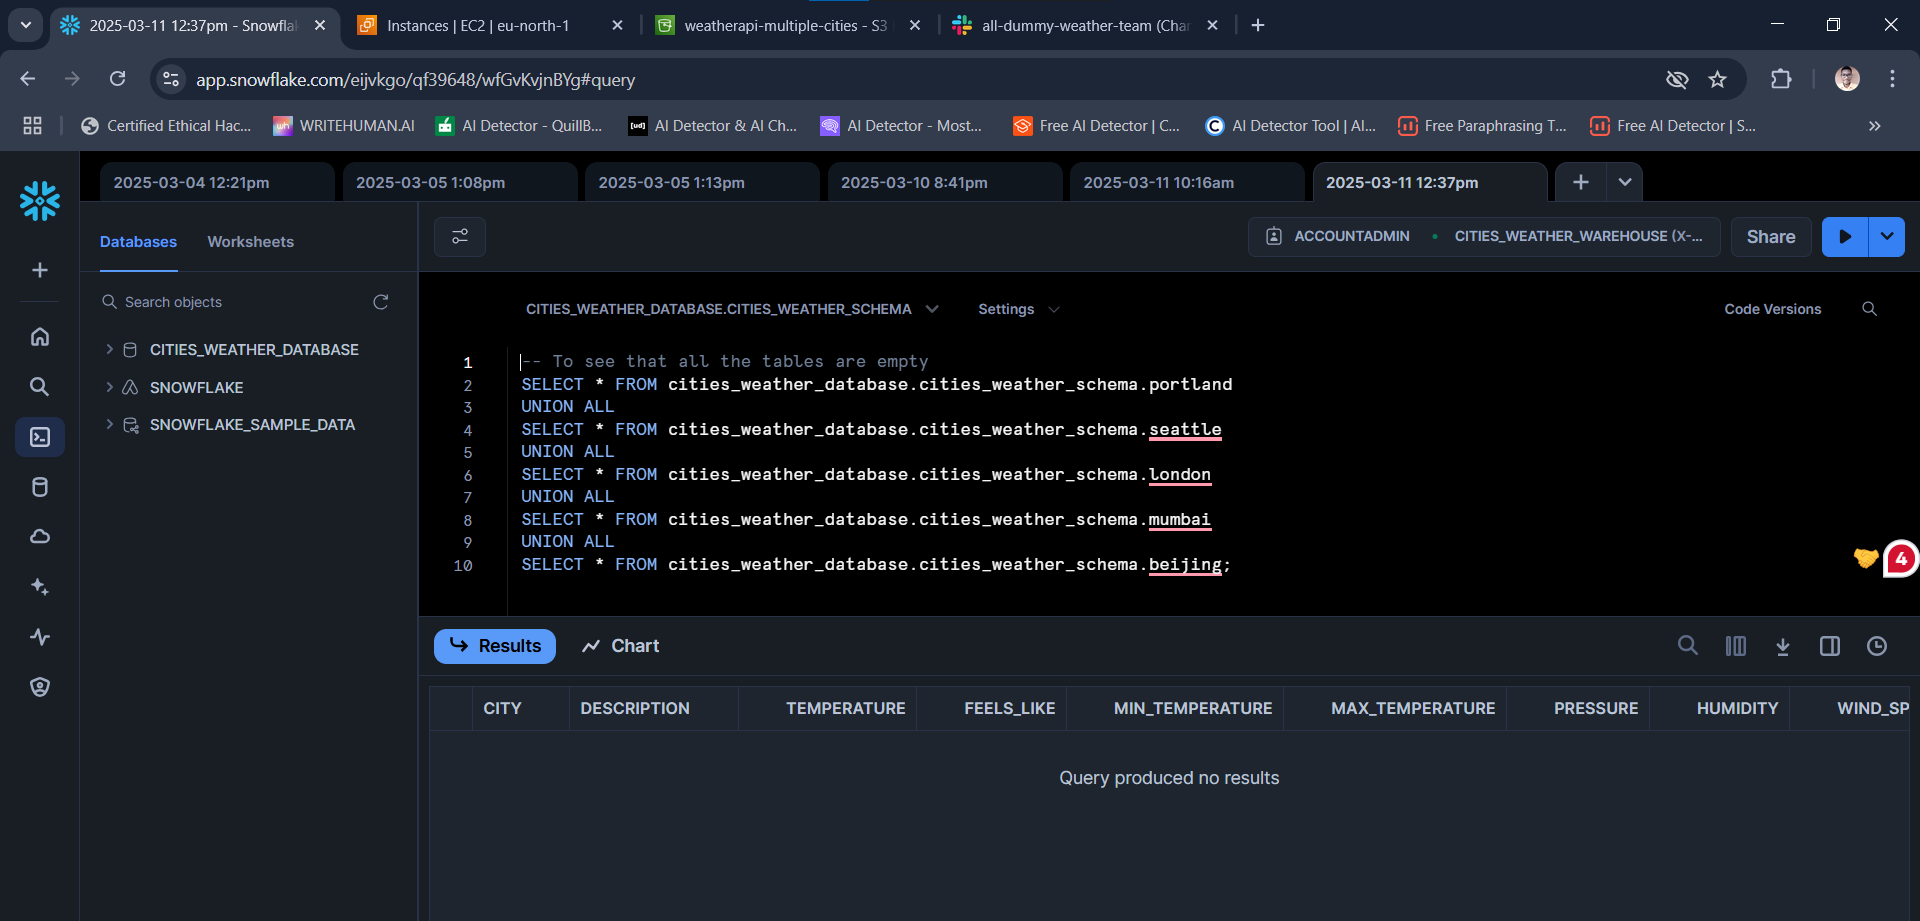 2025-03-11 12:37pm - Snowfla
Instances | EC2 | eu-north-1
weatherapi-multiple-cities - S3
all-dummy-weather-team (Char
app.snowflake.com/eijvkgo/qf39648/wfGvKvjnBYg#query
Certified Ethical Hac...
WRITEHUMAN.AI
AI Detector - QuillB...
[ud] AI Detector & AI Ch...
AI Detector - Most...
Free AI Detector | C...
AI Detector Tool | AI...
Free Paraphrasing T...
Free AI Detector | S...
2025-03-04 12:21pm
2025-03-05 1:08pm
2025-03-05 1:13pm
2025-03-10 8:41pm
2025-03-11 10:16am
2025-03-11 12:37pm
Databases
Worksheets
ACCOUNTADMIN
CITIES_WEATHER_WAREHOUSE (X-...
Share
Search objects
CITIES_WEATHER_DATABASE
SNOWFLAKE
SNOWFLAKE_SAMPLE_DATA
CITIES_WEATHER_DATABASE.CITIES_WEATHER_SCHEMA
Settings
Code Versions
1 -- To see that all the tables are empty
2 SELECT * FROM cities_weather_database.cities_weather_schema.portland
3 UNION ALL
4 SELECT * FROM cities_weather_database.cities_weather_schema.seattle
5 UNION ALL
6 SELECT * FROM cities_weather_database.cities_weather_schema.london
7 UNION ALL
8 SELECT * FROM cities_weather_database.cities_weather_schema.mumbai
9 UNION ALL
10 SELECT * FROM cities_weather_database.cities_weather_schema.beijing;
4
Results
Chart
CITY DESCRIPTION TEMPERATURE FEELS_LIKE MIN_TEMPERATURE MAX_TEMPERATURE PRESSURE HUMIDITY WIND_SP
Query produced no results